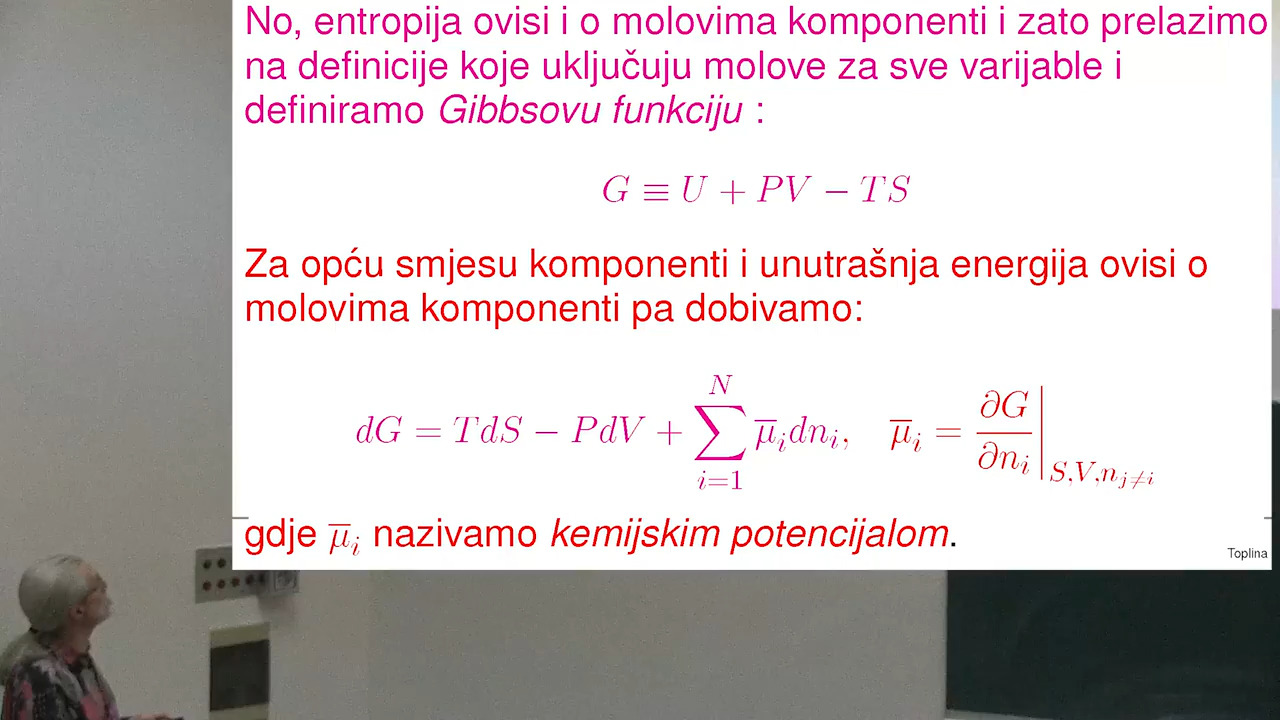 No, entropija ovisi i o molovima komponenti i zato prelazimo
na definicije koje uključuju molove za sve varijable i
definiramo Gibbsovu funkciju :
G ≡ U + PV − TS
Za opću smjesu komponenti i unutrašnja energija ovisi o
molovima komponenti pa dobivamo:
dG = TdS − PdV + ∑_{i=1}^{N} μ̅_i dn_i, μ̅_i = ∂G/∂n_i |_{S,V,n_{j≠i}}
gdje μ̅_i nazivamo kemijskim potencijalom.
Toplina